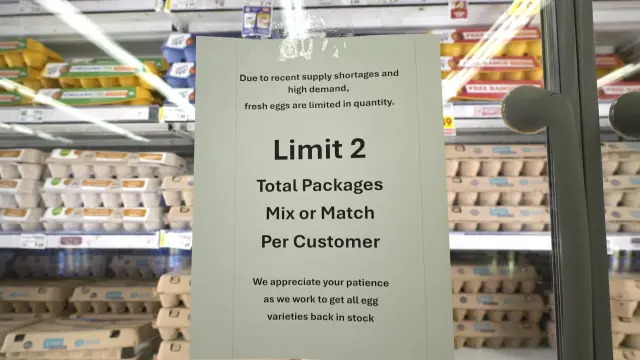 Due to recent supply shortages and
high demand,
fresh eggs are limited in quantity.
Limit 2
Total Packages
Mix or Match
Per Customer
We appreciate your patience
as we work to get all egg
varieties back in stock